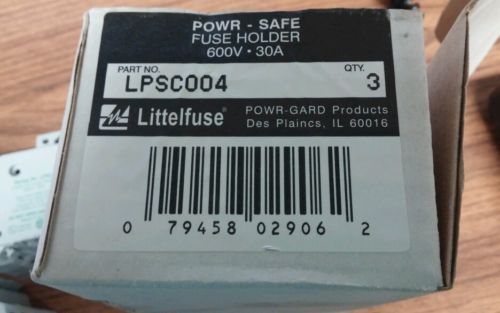 POWR - SAFE
FUSE HOLDER
600V • 30A
PART NO.
QTY.
LPSC004
3
Littelfuse®
POWR-GARD Products
Des Plaines, IL 60016
0 79458 02906 2